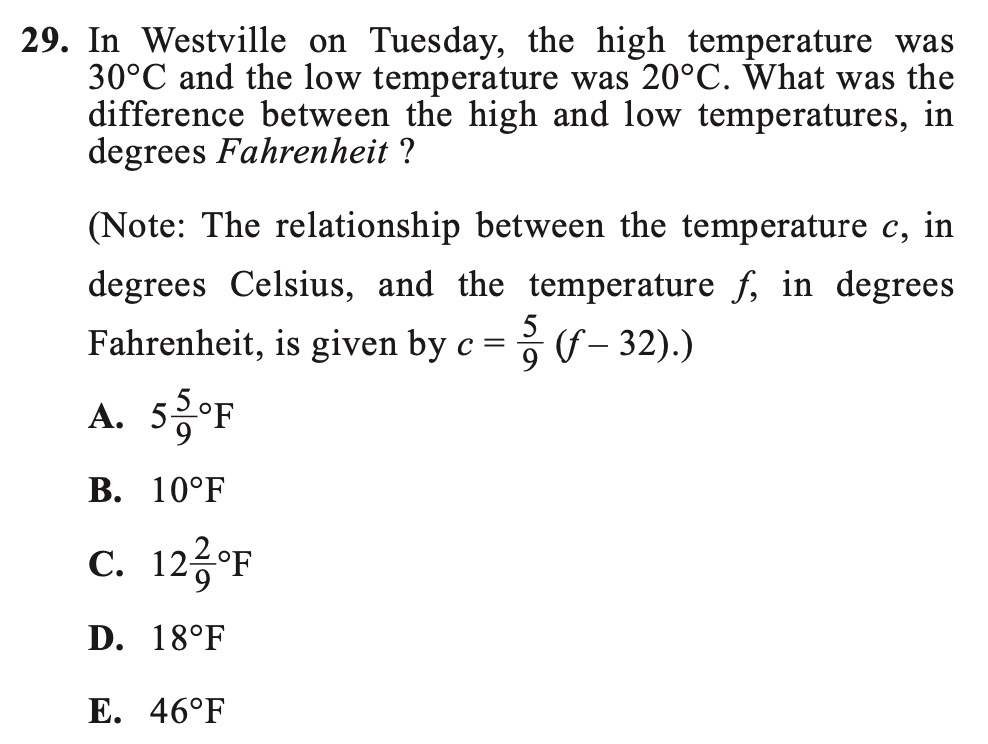 29. In Westville on Tuesday, the high temperature was
30°C and the low temperature was 20°C. What was the
difference between the high and low temperatures, in
degrees Fahrenheit ?
(Note: The relationship between the temperature c, in
degrees Celsius, and the temperature f, in degrees
Fahrenheit, is given by c = 5/9 (f – 32).)
A. 5 5/9 °F
B. 10°F
C. 12 2/9 °F
D. 18°F
E. 46°F